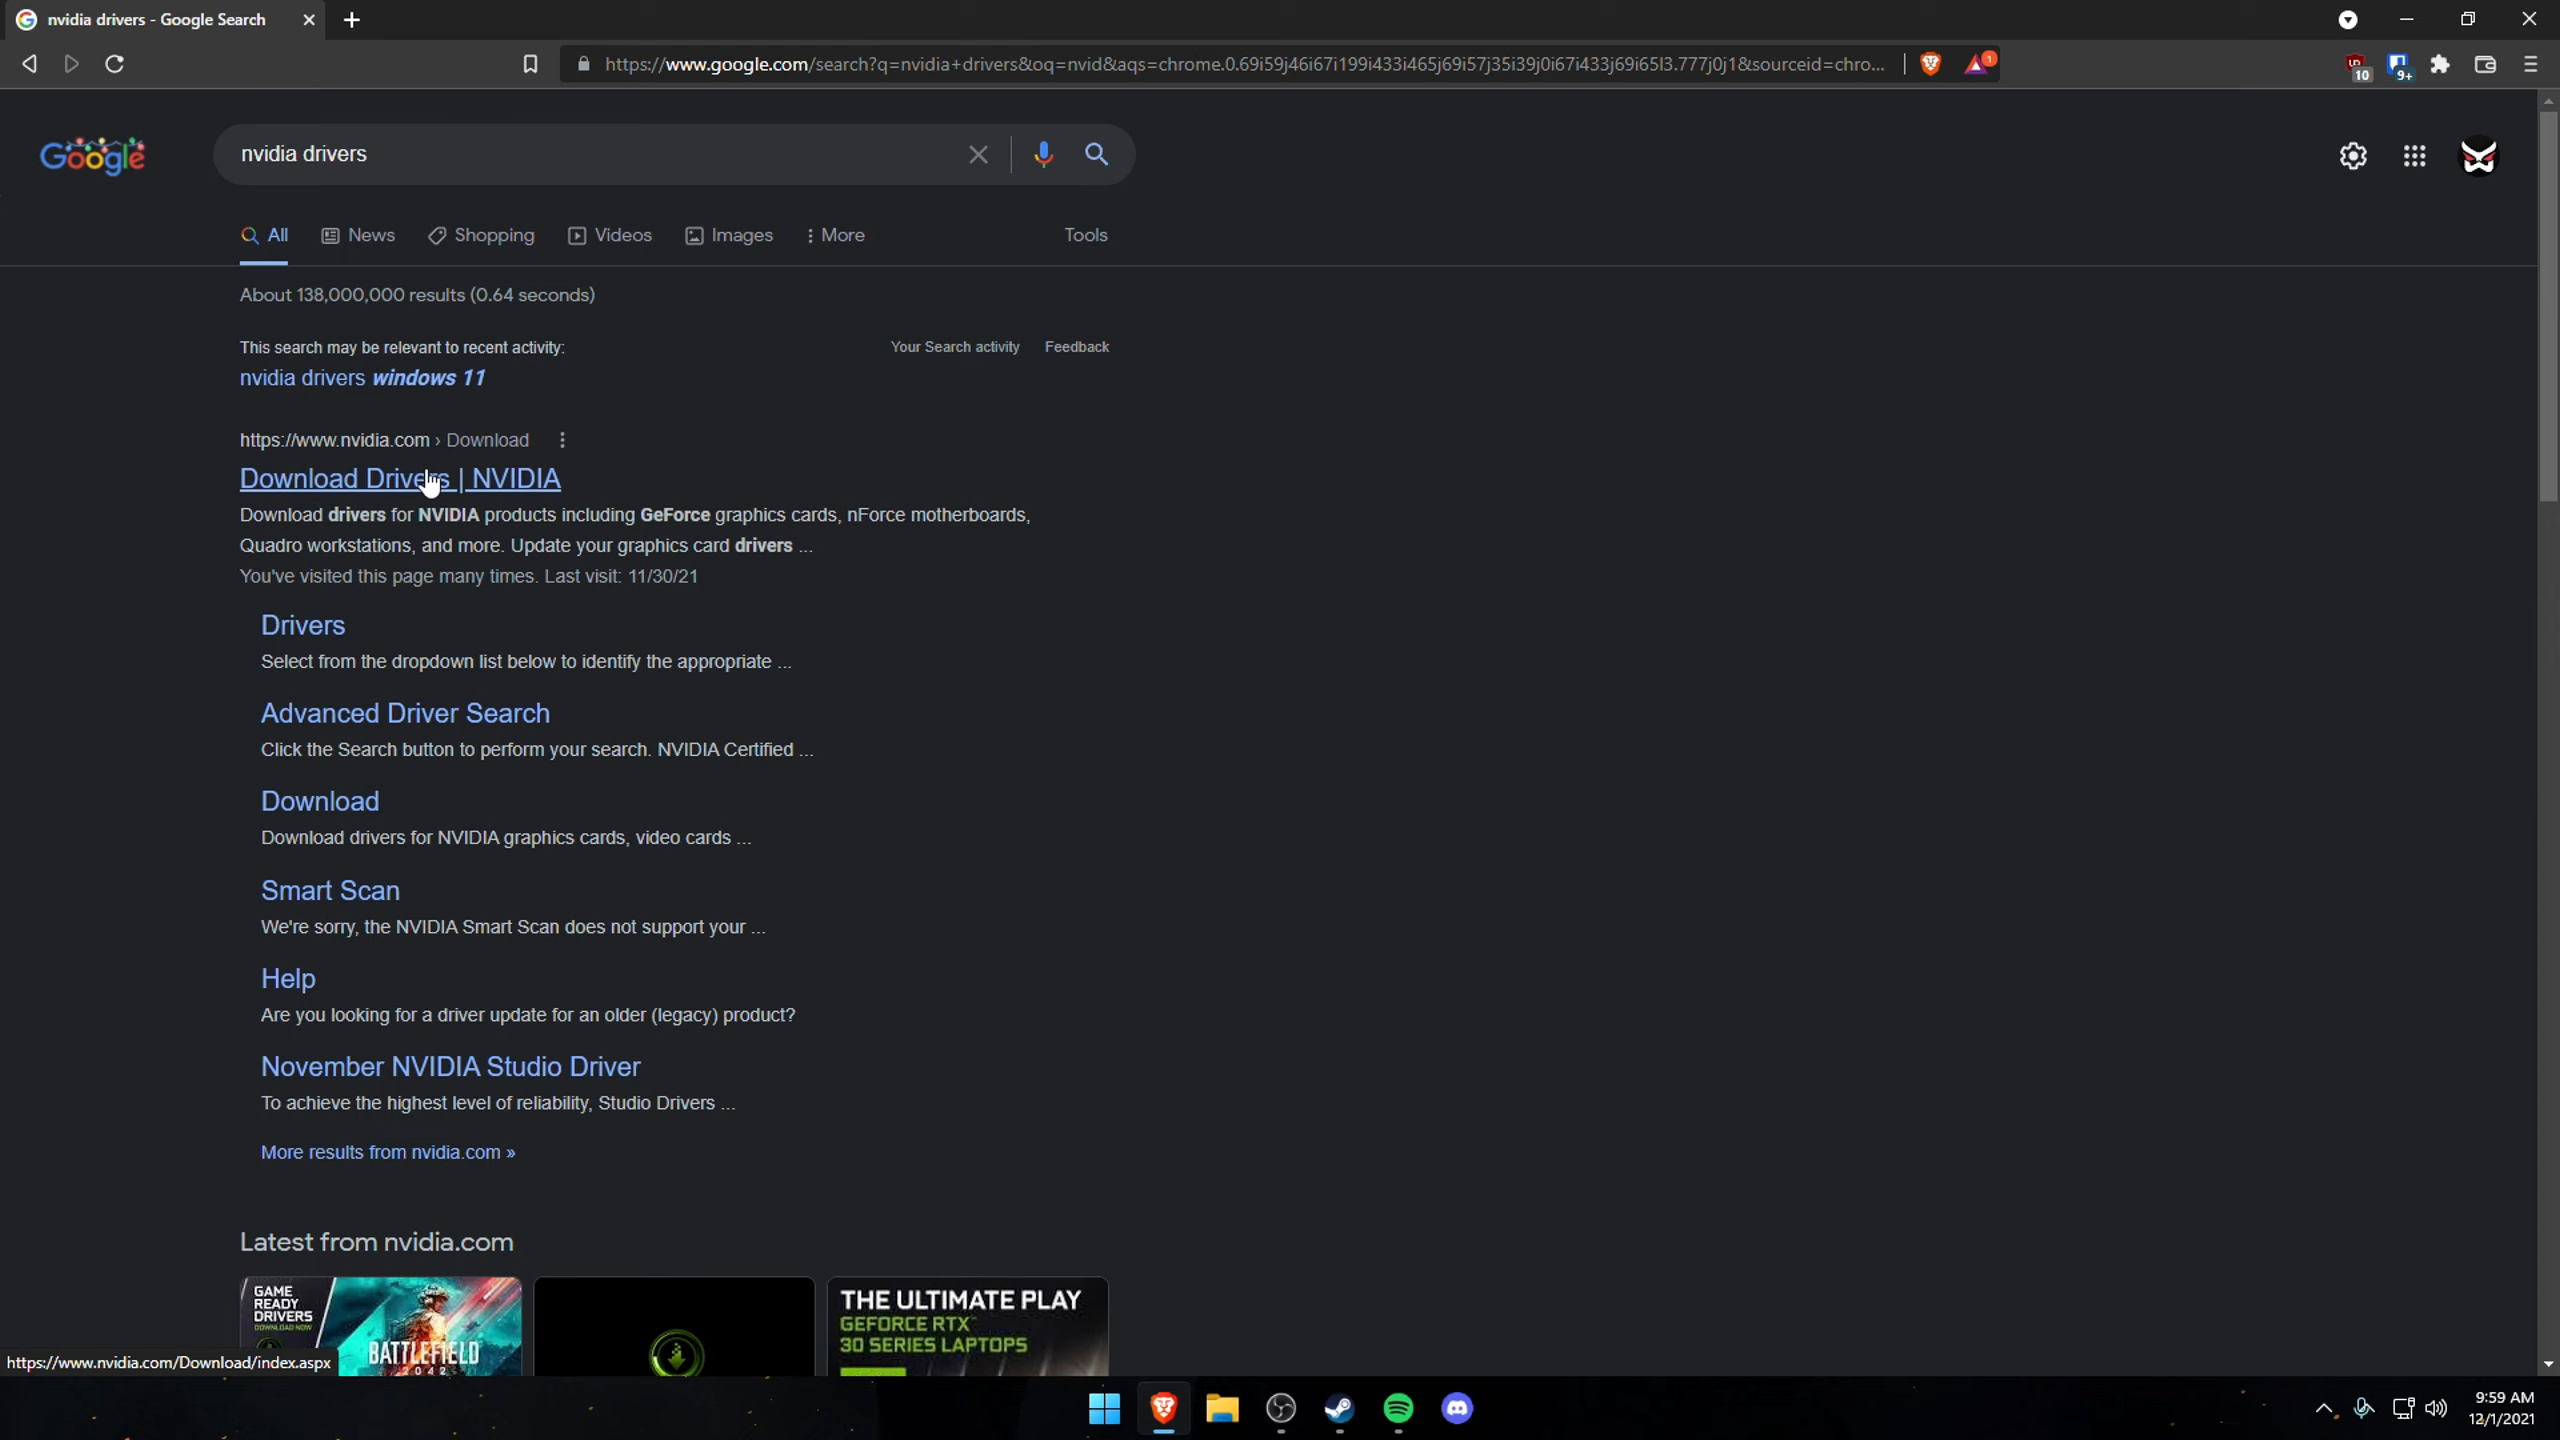 nvidia drivers - Google Search
https://www.google.com/search?q=nvidia+drivers&oq=nvid&aqs=chrome.0.69i59j46i67i199i433i465j69i57j35i39j0i67i433j69i65l3.777j0j1&sourceid=chro...
1
10
9+
Google
nvidia drivers
All
News
Shopping
Videos
Images
More
Tools
About 138,000,000 results (0.64 seconds)
This search may be relevant to recent activity:
Your Search activity
Feedback
nvidia drivers windows 11
https://www.nvidia.com › Download
Download Drivers | NVIDIA
Download drivers for NVIDIA products including GeForce graphics cards, nForce motherboards,
Quadro workstations, and more. Update your graphics card drivers ...
You've visited this page many times. Last visit: 11/30/21
Drivers
Select from the dropdown list below to identify the appropriate ...
Advanced Driver Search
Click the Search button to perform your search. NVIDIA Certified ...
Download
Download drivers for NVIDIA graphics cards, video cards ...
Smart Scan
We're sorry, the NVIDIA Smart Scan does not support your ...
Help
Are you looking for a driver update for an older (legacy) product?
November NVIDIA Studio Driver
To achieve the highest level of reliability, Studio Drivers ...
More results from nvidia.com »
Latest from nvidia.com
GAME
READY
DRIVERS
DOWNLOAD NOW
BATTLEFIELD
2042
THE ULTIMATE PLAY
GEFORCE RTX
30 SERIES LAPTOPS
https://www.nvidia.com/Download/index.aspx
9:59 AM
12/1/2021